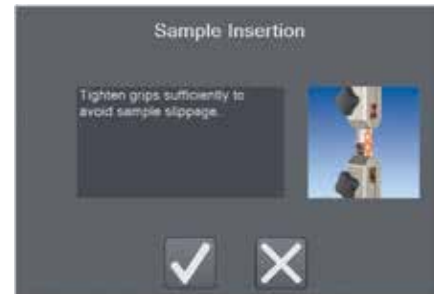 Sample Insertion
Tighten grips sufficiently to
avoid sample slippage.